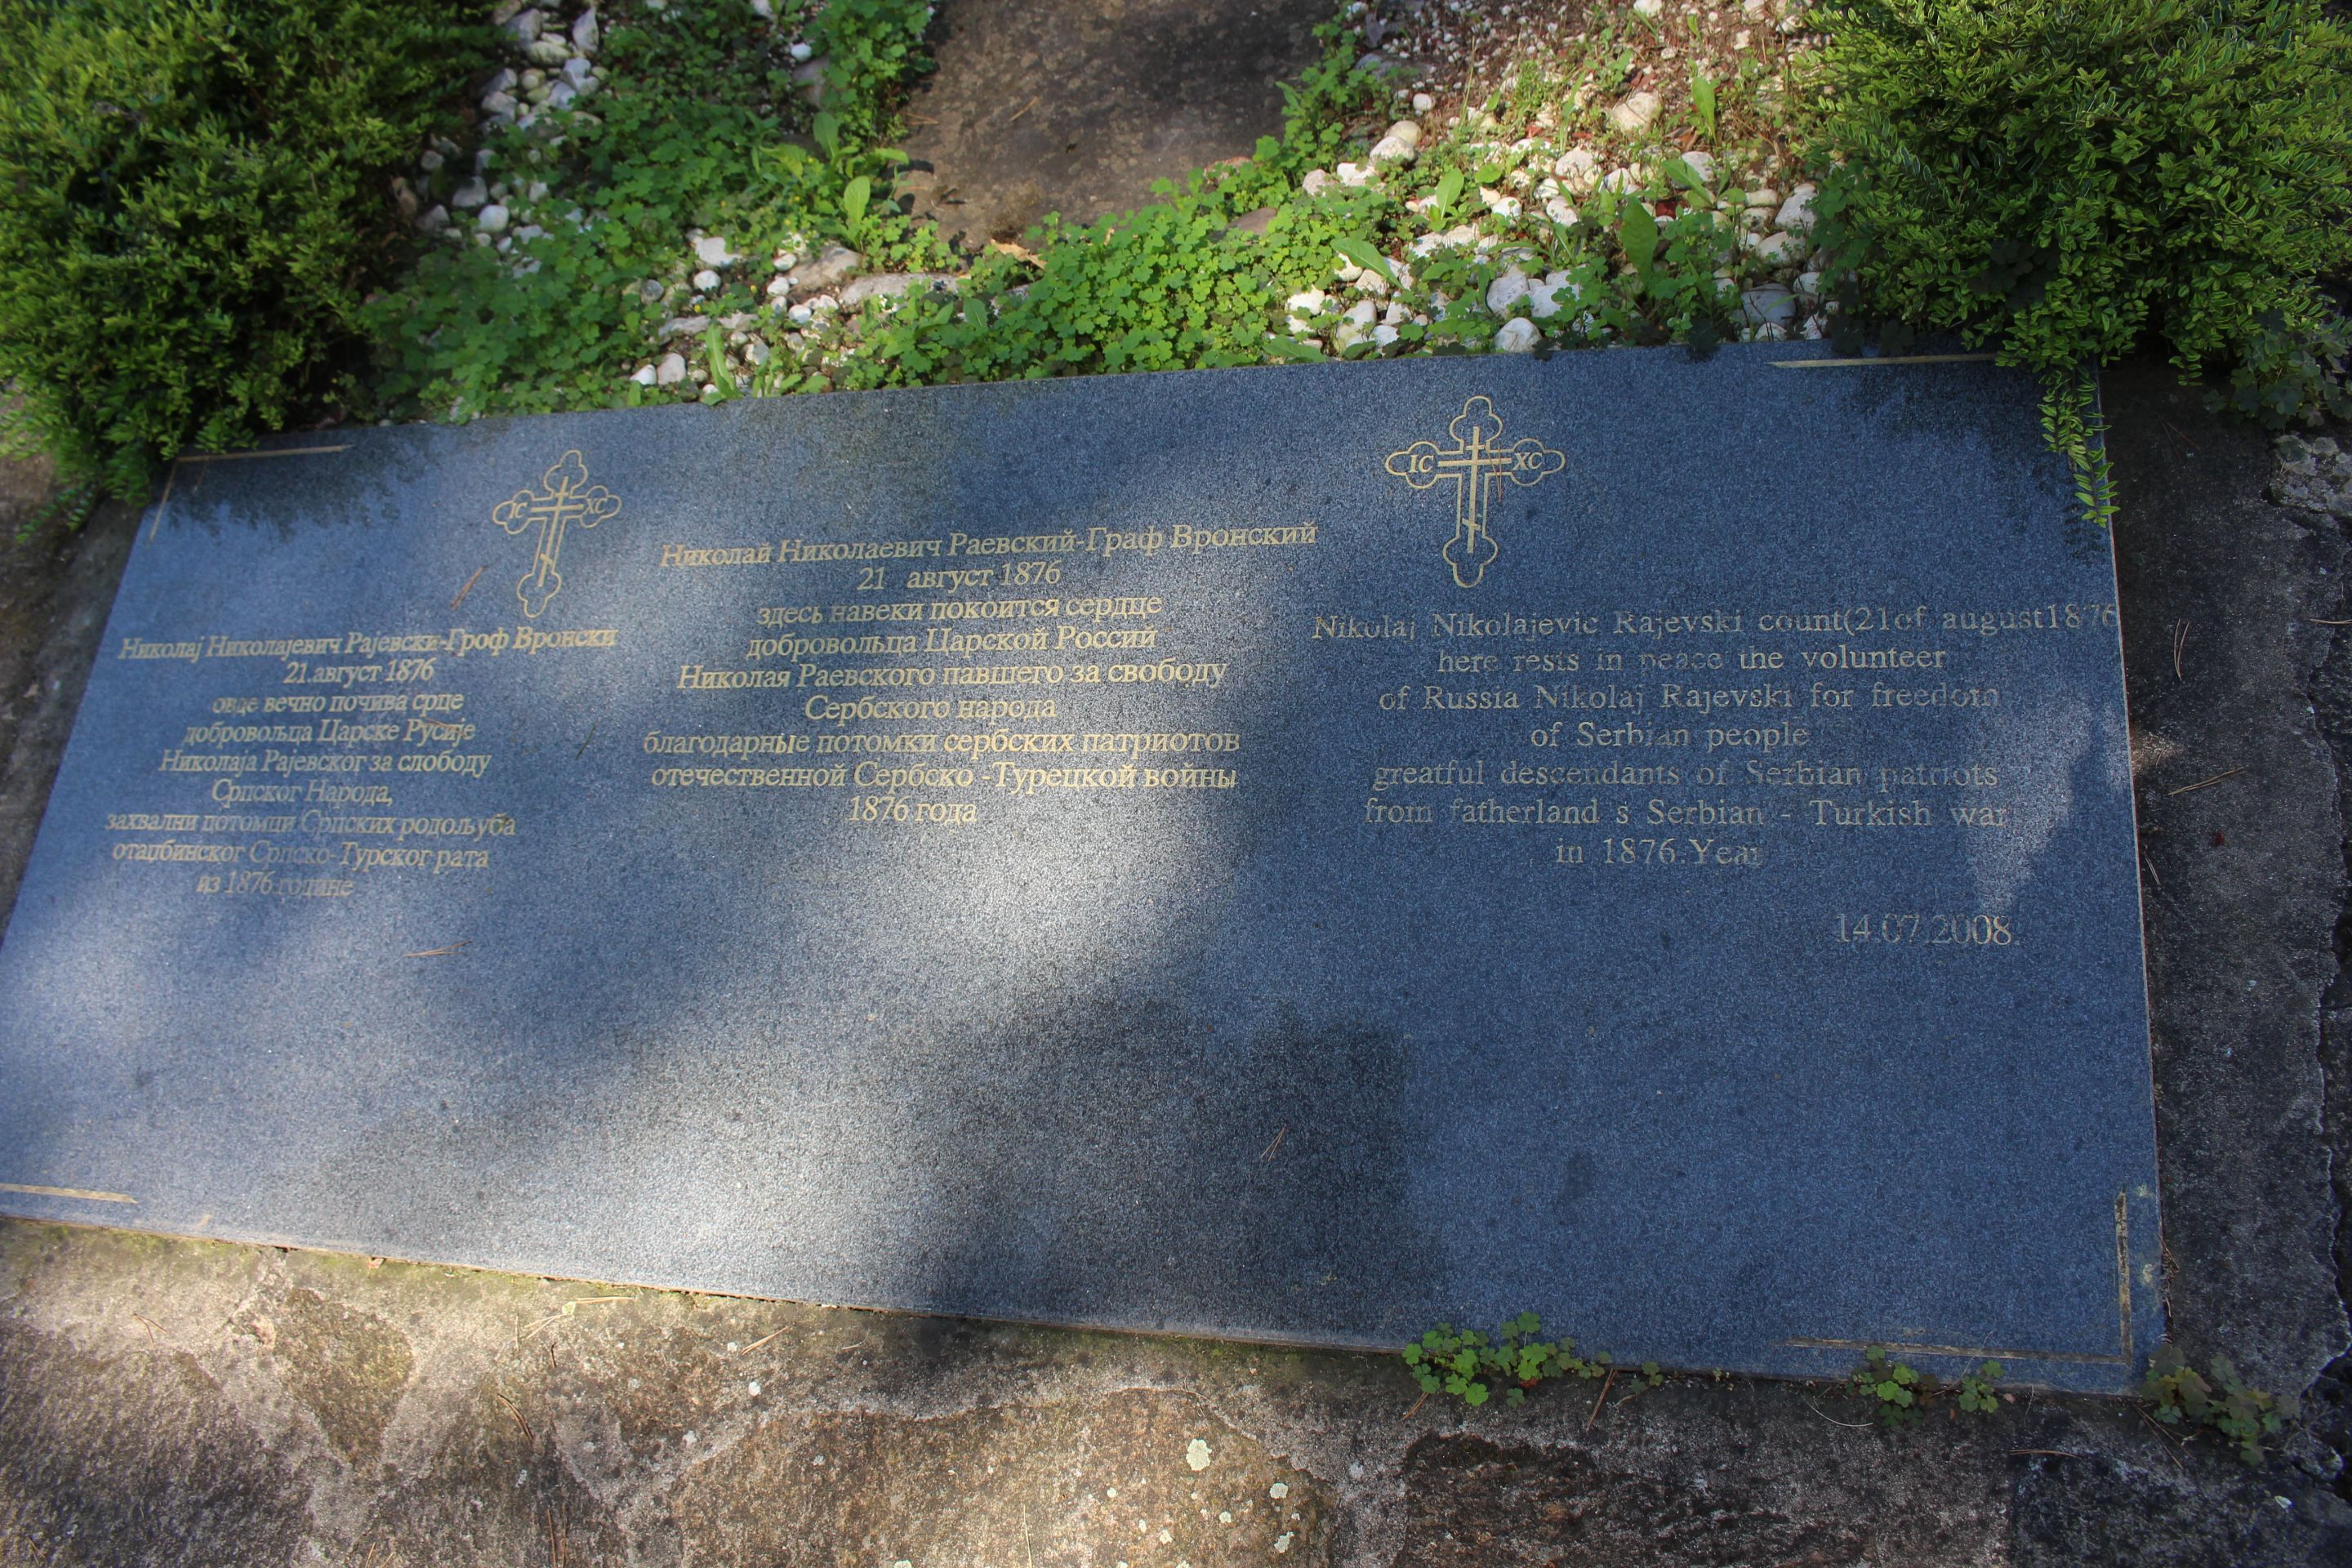 IC XC
Николај Николајевич Рајевски-Гроф Вронски
21.август 1876
овде вечно почива срце
добровољца Царске Русије
Николаја Рајевског за слободу
Српског Народа,
захвални потомци Српских родољуба
отаџбинског Српско-Турског рата
из 1876.године
Николай Николаевич Раевский-Граф Вронский
21 август 1876
здесь навеки покоится сердце
добровольца Царской России
Николая Раевского павшего за свободу
Сербского народа
благодарные потомки сербских патриотов
отечественной Сербско -Турецкой войны
1876 года
IC XC
Nikolaj Nikolajevic Rajevski count(21of august1876
here rests in peace the volunteer
of Russia Nikolaj Rajevski for freedom
of Serbian people
greatful descendants of Serbian patriots
from fatherland s Serbian - Turkish war
in 1876.Year
14.07.2008.